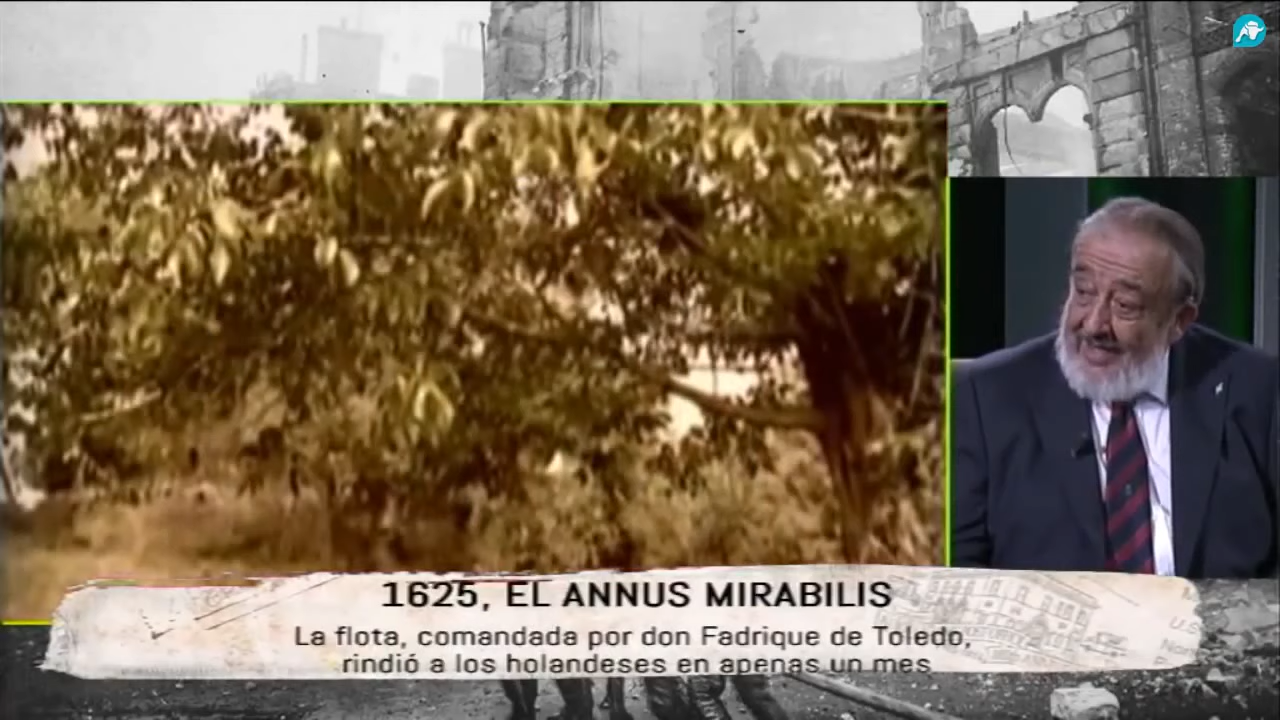 1625, EL ANNUS MIRABILIS
La flota, comandada por don Fadrique de Toledo,
rindió a los holandeses en apenas un mes